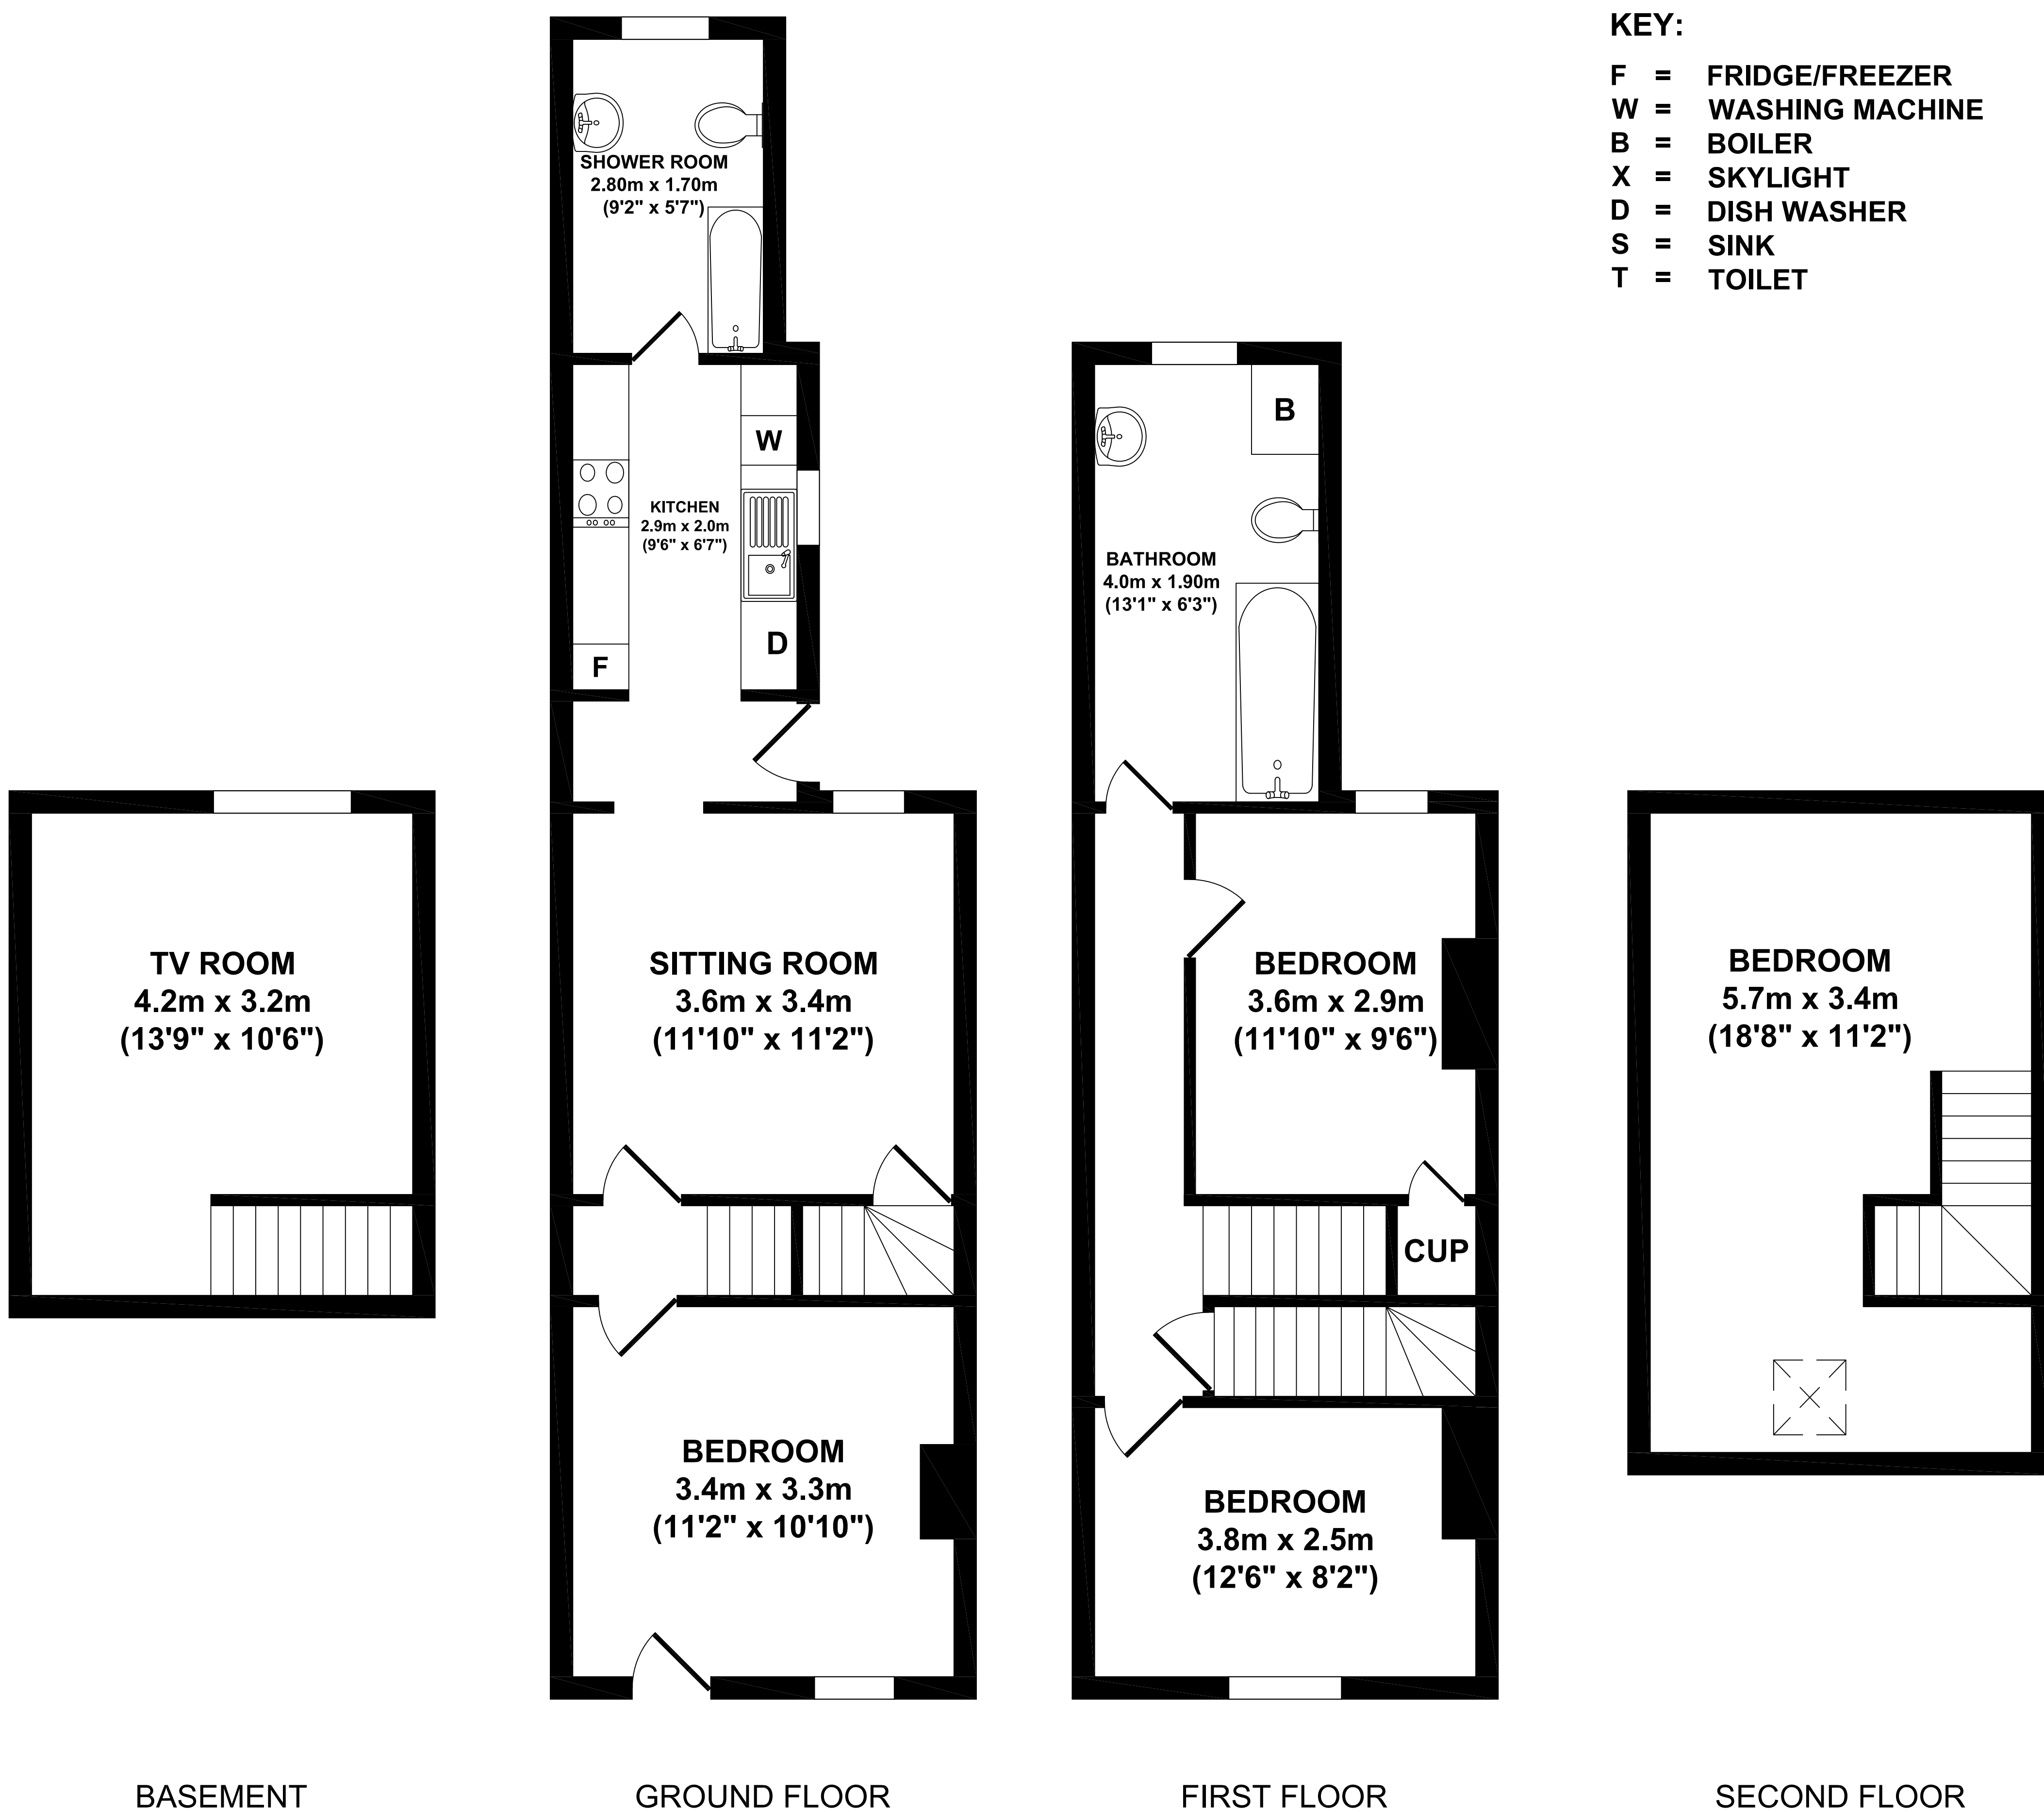 KEY:
F = FRIDGE/FREEZER
W = WASHING MACHINE
B = BOILER
X = SKYLIGHT
D = DISH WASHER
S = SINK
T = TOILET
TV ROOM
4.2m x 3.2m
(13'9" x 10'6")
BASEMENT
SHOWER ROOM
2.80m x 1.70m
(9'2" x 5'7")
W
KITCHEN
2.9m x 2.0m
(9'6" x 6'7")
D
F
SITTING ROOM
3.6m x 3.4m
(11'10" x 11'2")
BEDROOM
3.4m x 3.3m
(11'2" x 10'10")
GROUND FLOOR
B
BATHROOM
4.0m x 1.90m
(13'1" x 6'3")
BEDROOM
3.6m x 2.9m
(11'10" x 9'6")
CUP
BEDROOM
3.8m x 2.5m
(12'6" x 8'2")
FIRST FLOOR
BEDROOM
5.7m x 3.4m
(18'8" x 11'2")
SECOND FLOOR